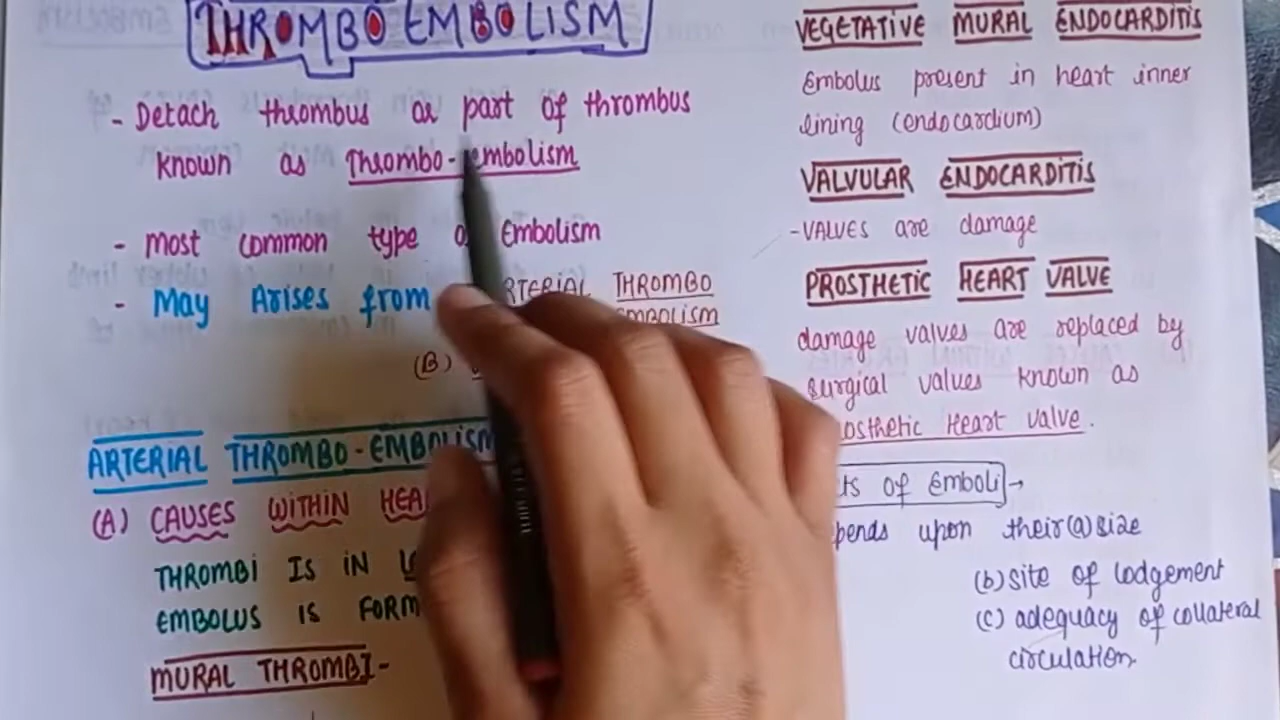 THROMBO EMBOLISM
- Detach thrombus or part of thrombus
known as Thrombo-embolism
- most common type Embolism
- May Arises from
THROMBO
(B)
ARTERIAL THROMBO-EMBOLISM
(A) CAUSES WITHIN
THROMBI IS IN
EMBOLUS IS
MURAL THROMBI-
VEGETATIVE MURAL ENDOCARDITIS
Embolus present in heart inner
lining (endocardium)
VALVULAR ENDOCARDITIS
-VALVES are damage
PROSTHETIC HEART VALVE
damage valves are replaced by
surgical values known as
Heart valve.
of Emboli→
upon their (a) size
(b) site of lodgement
(c) adequacy of collateral
circulation